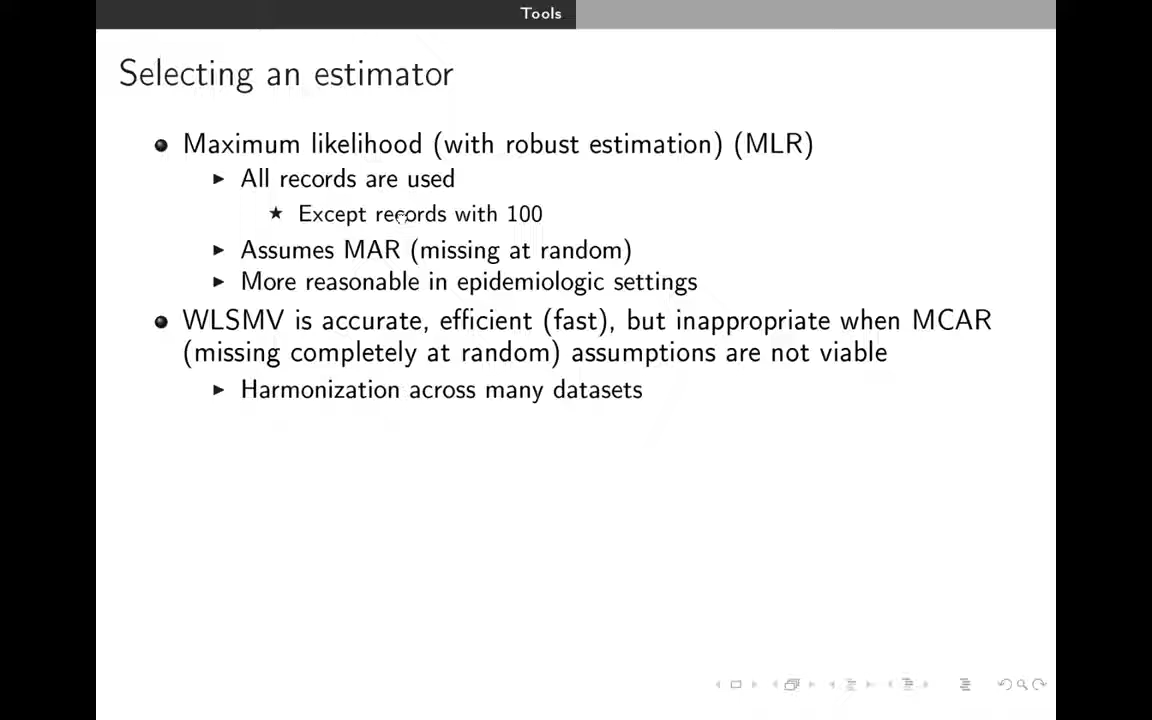 Tools
Selecting an estimator
Maximum likelihood (with robust estimation) (MLR)
All records are used
Except records with 100
Assumes MAR (missing at random)
More reasonable in epidemiologic settings
WLSMV is accurate, efficient (fast), but inappropriate when MCAR
(missing completely at random) assumptions are not viable
Harmonization across many datasets